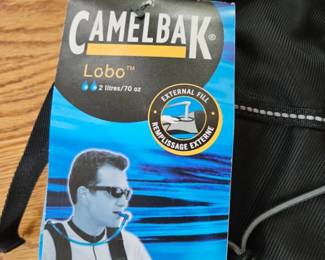 CAMELBAK®
Lobo™
2 litres/70 oz
EXTERNAL FILL
REMPLISSAGE EXTERNE